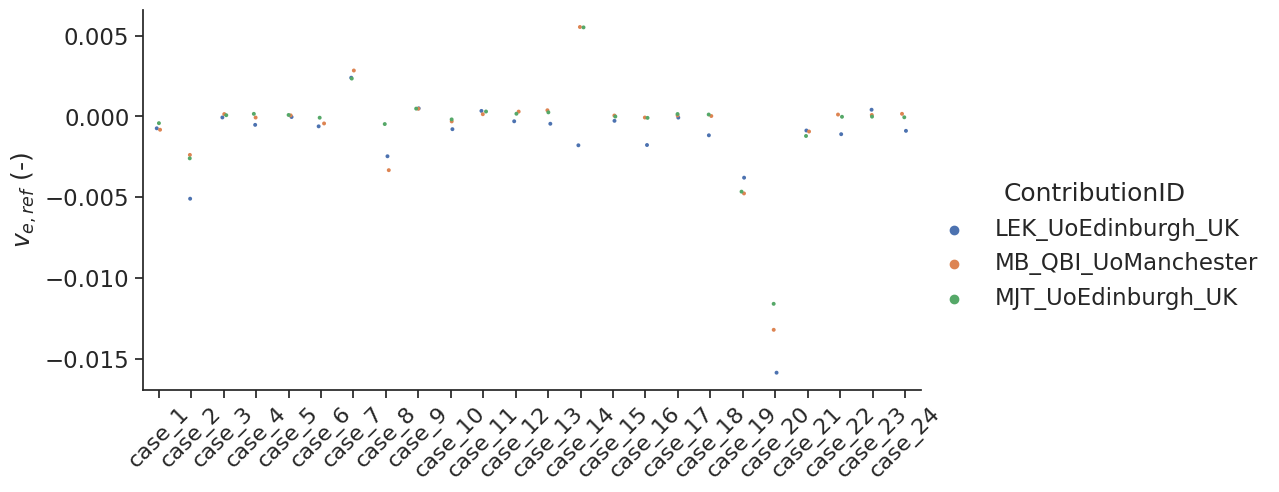 0.005
0.000
−0.005
−0.010
−0.015
v_{e,ref} (-)
case_1
case_2
case_3
case_4
case_5
case_6
case_7
case_8
case_9
case_10
case_11
case_12
case_13
case_14
case_15
case_16
case_17
case_18
case_19
case_20
case_21
case_22
case_23
case_24
ContributionID
LEK_UoEdinburgh_UK
MB_QBI_UoManchester
MJT_UoEdinburgh_UK